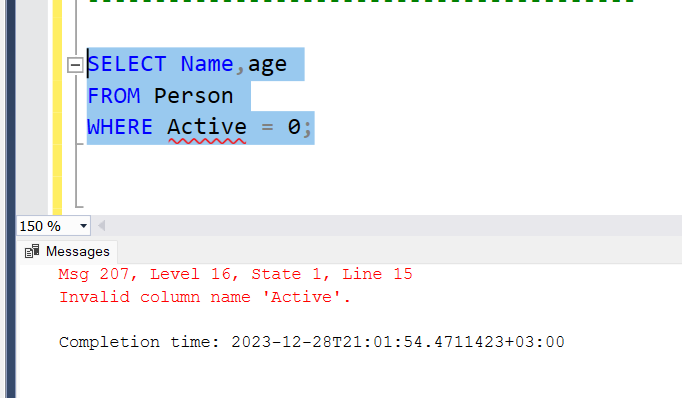 SELECT Name,age
FROM Person
WHERE Active = 0;
150 %
Messages
Msg 207, Level 16, State 1, Line 15
Invalid column name 'Active'.
Completion time: 2023-12-28T21:01:54.4711423+03:00